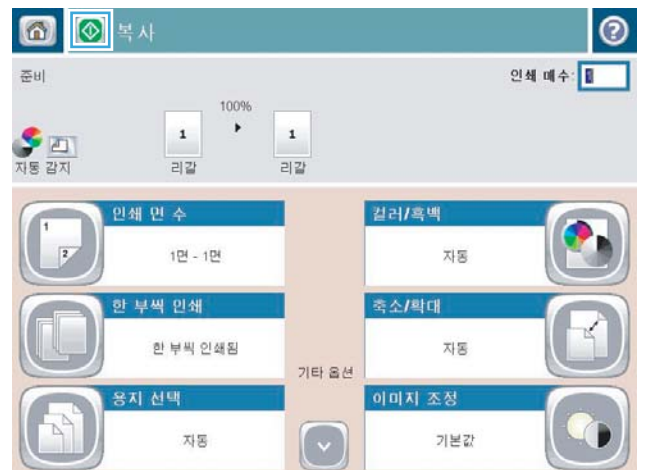 복사
준비
인쇄 매수:
100%
1 1
자동 감지 리갈 리갈
인쇄 면 수
1 2
1면 - 1면
컬러/흑백
자동
한 부씩 인쇄
한 부씩 인쇄됨
축소/확대
자동
기타 옵션
용지 선택
자동
이미지 조정
기본값